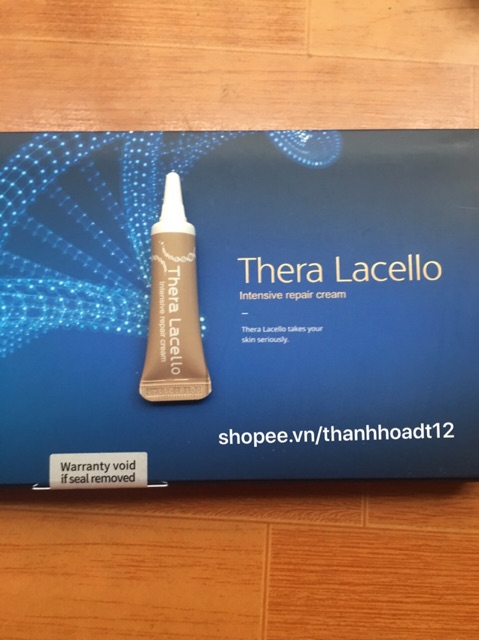 Thera Lacello
Intensive repair cream
Thera Lacello
Intensive repair cream
–
Thera Lacello takes your
skin seriously.
shopee.vn/thanhhoadt12
Warranty void
if seal removed